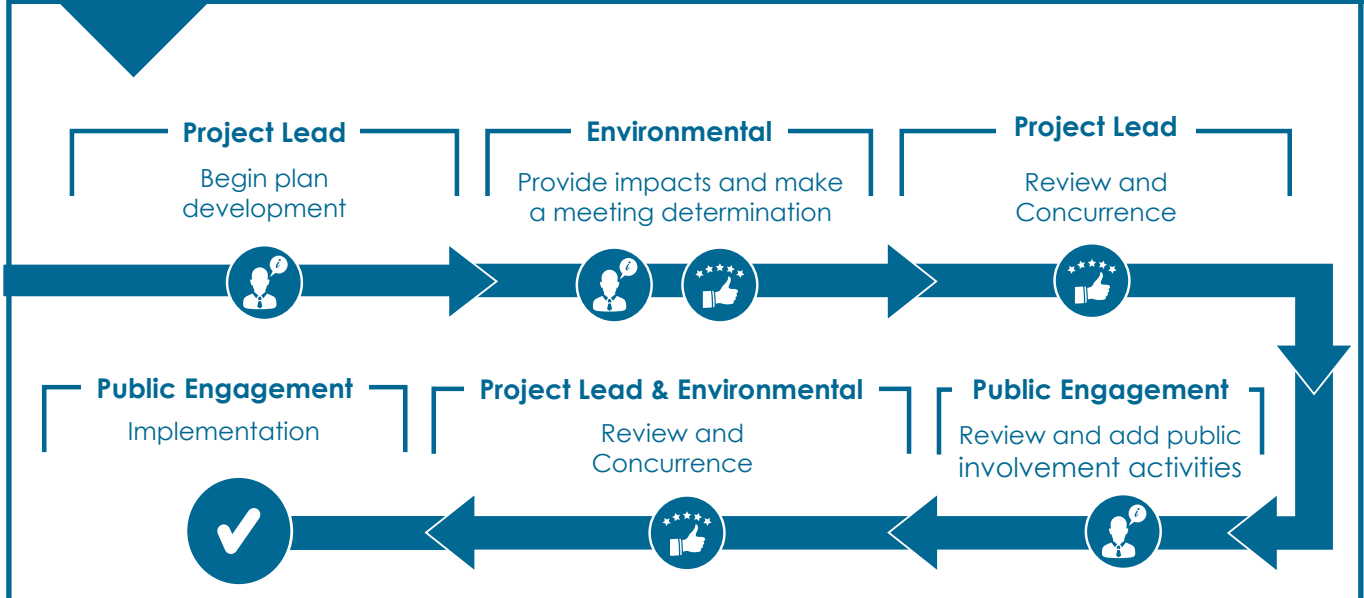 Project Lead
Begin plan
development
Environmental
Provide impacts and make
a meeting determination
Project Lead
Review and
Concurrence
Public Engagement
Implementation
Project Lead & Environmental
Review and
Concurrence
Public Engagement
Review and add public
involvement activities